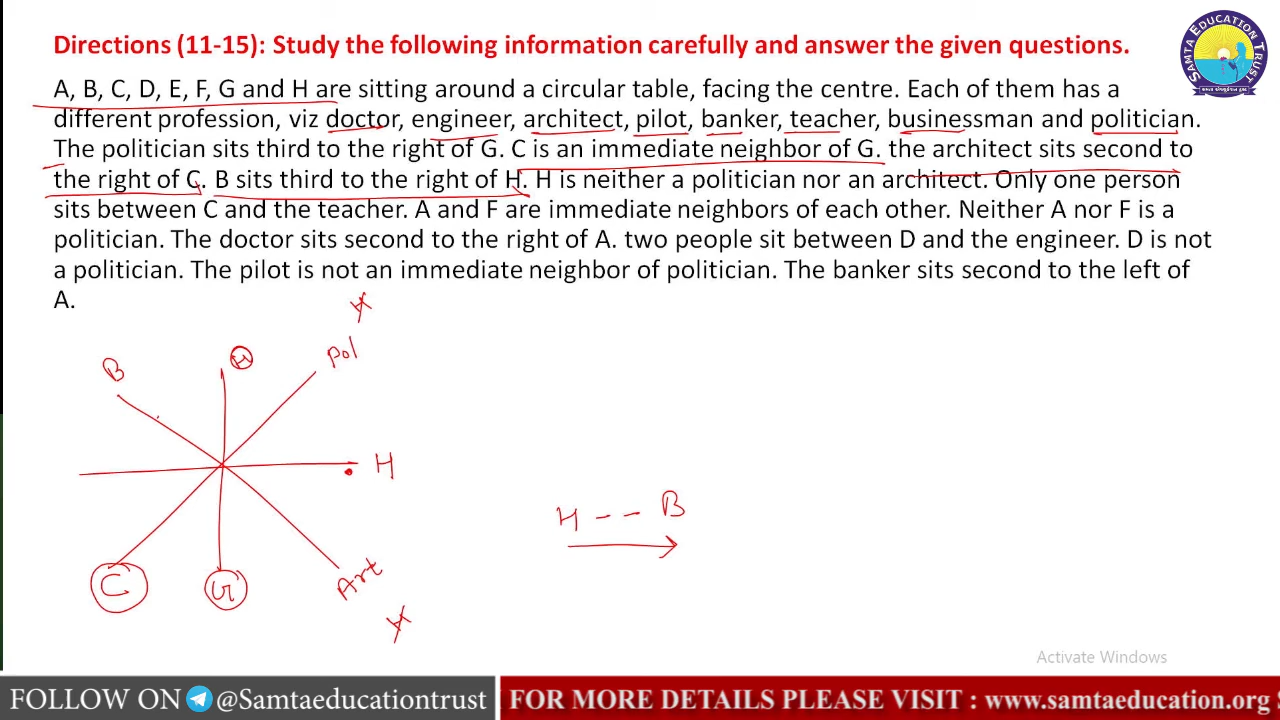 Directions (11-15): Study the following information carefully and answer the given questions.
SAMTA EDUCATION TRUST
A, B, C, D, E, F, G and H are sitting around a circular table, facing the centre. Each of them has a
different profession, viz doctor, engineer, architect, pilot, banker, teacher, businessman and politician.
The politician sits third to the right of G. C is an immediate neighbor of G. the architect sits second to
the right of C. B sits third to the right of H. H is neither a politician nor an architect. Only one person
sits between C and the teacher. A and F are immediate neighbors of each other. Neither A nor F is a
politician. The doctor sits second to the right of A. two people sit between D and the engineer. D is not
a politician. The pilot is not an immediate neighbor of politician. The banker sits second to the left of
A.
B
H
Pol
H
H -- B
C
G
Art
Activate Windows
FOLLOW ON @Samtaeducationtrust FOR MORE DETAILS PLEASE VISIT : www.samtaeducation.org